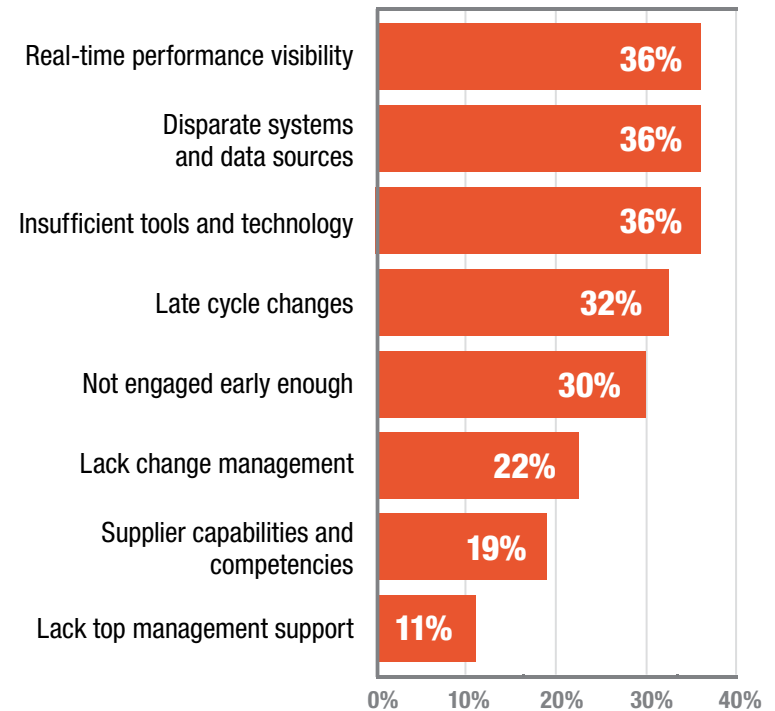 Real-time performance visibility
36%
Disparate systems
and data sources
36%
Insufficient tools and technology
36%
Late cycle changes
32%
Not engaged early enough
30%
Lack change management
22%
Supplier capabilities and
competencies
19%
Lack top management support
11%
0% 10% 20% 30% 40%